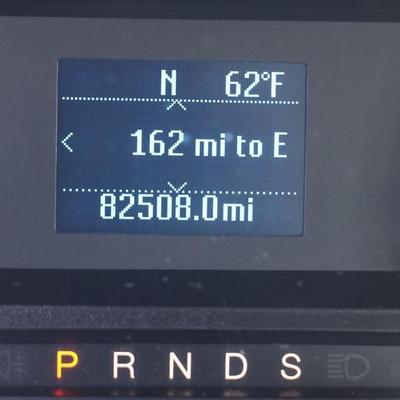 N 62°F
< 162 mi to E
82508.0mi
P R N D S